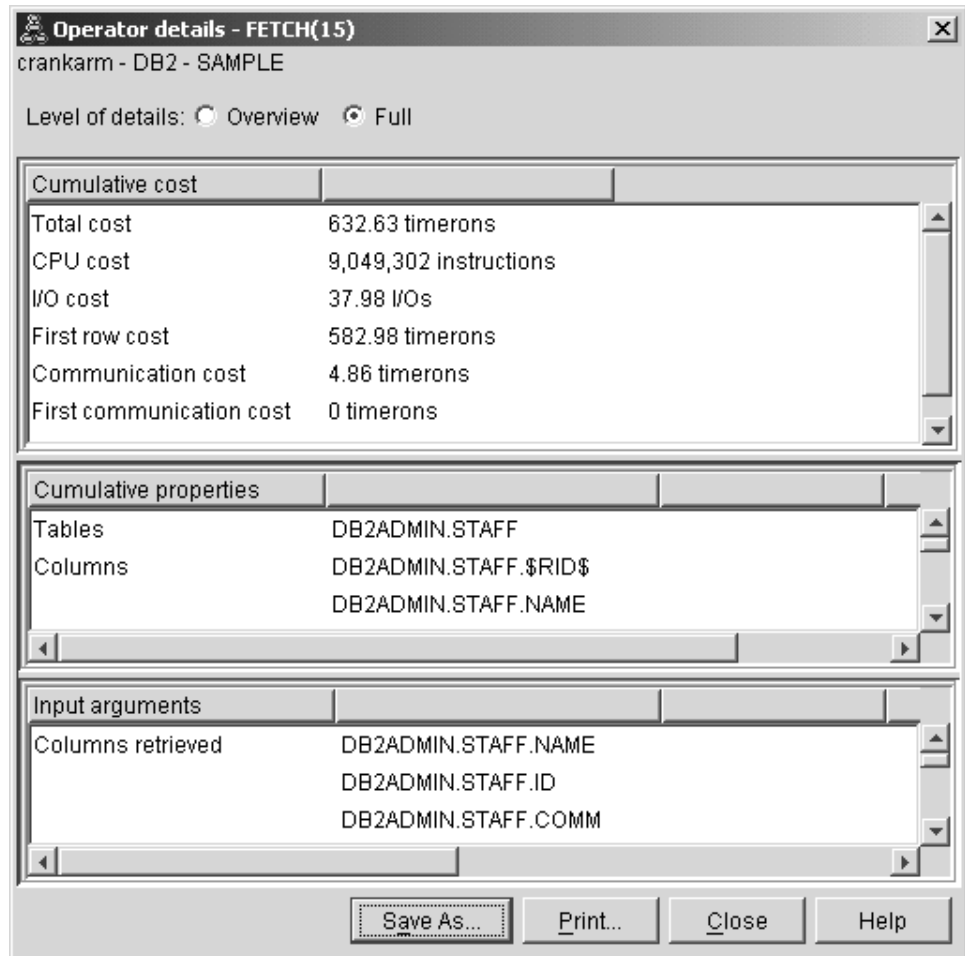 Operator details - FETCH(15)
crankarm - DB2 - SAMPLE
Level of details: Overview Full
Cumulative cost
Total cost 632.63 timerons
CPU cost 9,049,302 instructions
I/O cost 37.98 I/Os
First row cost 582.98 timerons
Communication cost 4.86 timerons
First communication cost 0 timerons
Cumulative properties
Tables DB2ADMIN.STAFF
Columns DB2ADMIN.STAFF.$RID$
DB2ADMIN.STAFF.NAME
Input arguments
Columns retrieved DB2ADMIN.STAFF.NAME
DB2ADMIN.STAFF.ID
DB2ADMIN.STAFF.COMM
Save As... Print... Close Help